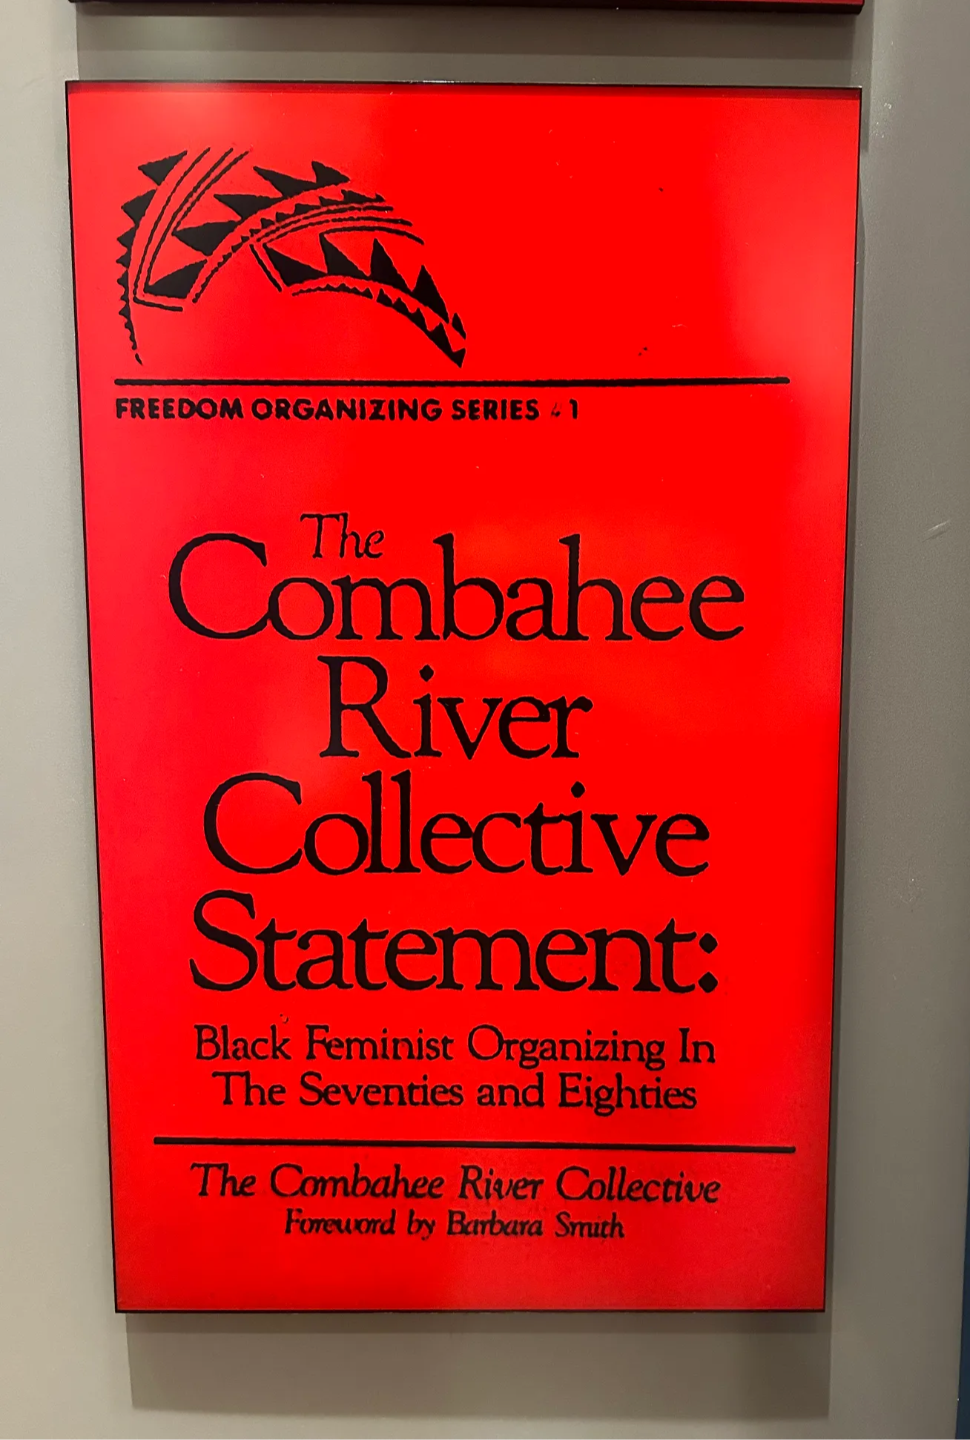 FREEDOM ORGANIZING SERIES #1
The
Combahee
River
Collective
Statement:
Black Feminist Organizing In
The Seventies and Eighties
The Combahee River Collective
Foreword by Barbara Smith